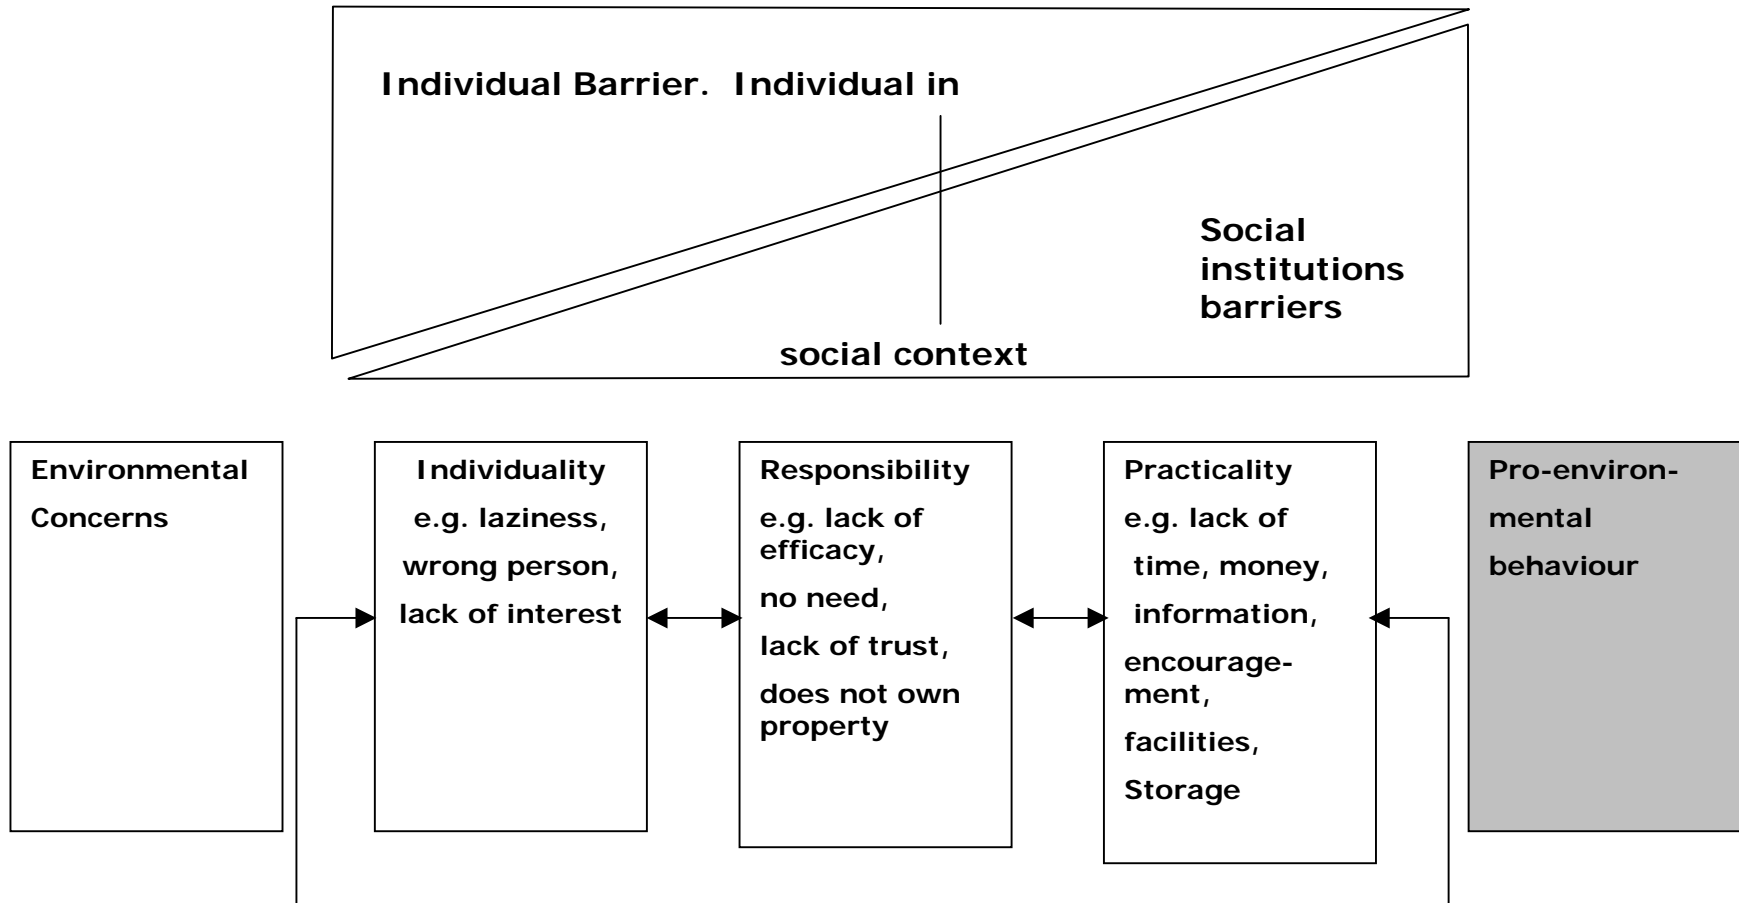 Individual Barrier. Individual in
Social
institutions
barriers
social context
Environmental
Concerns
Individuality
e.g. laziness,
wrong person,
lack of interest
Responsibility
e.g. lack of
efficacy,
no need,
lack of trust,
does not own
property
Practicality
e.g. lack of
time, money,
information,
encourage-
ment,
facilities,
Storage
Pro-environ-
mental
behaviour